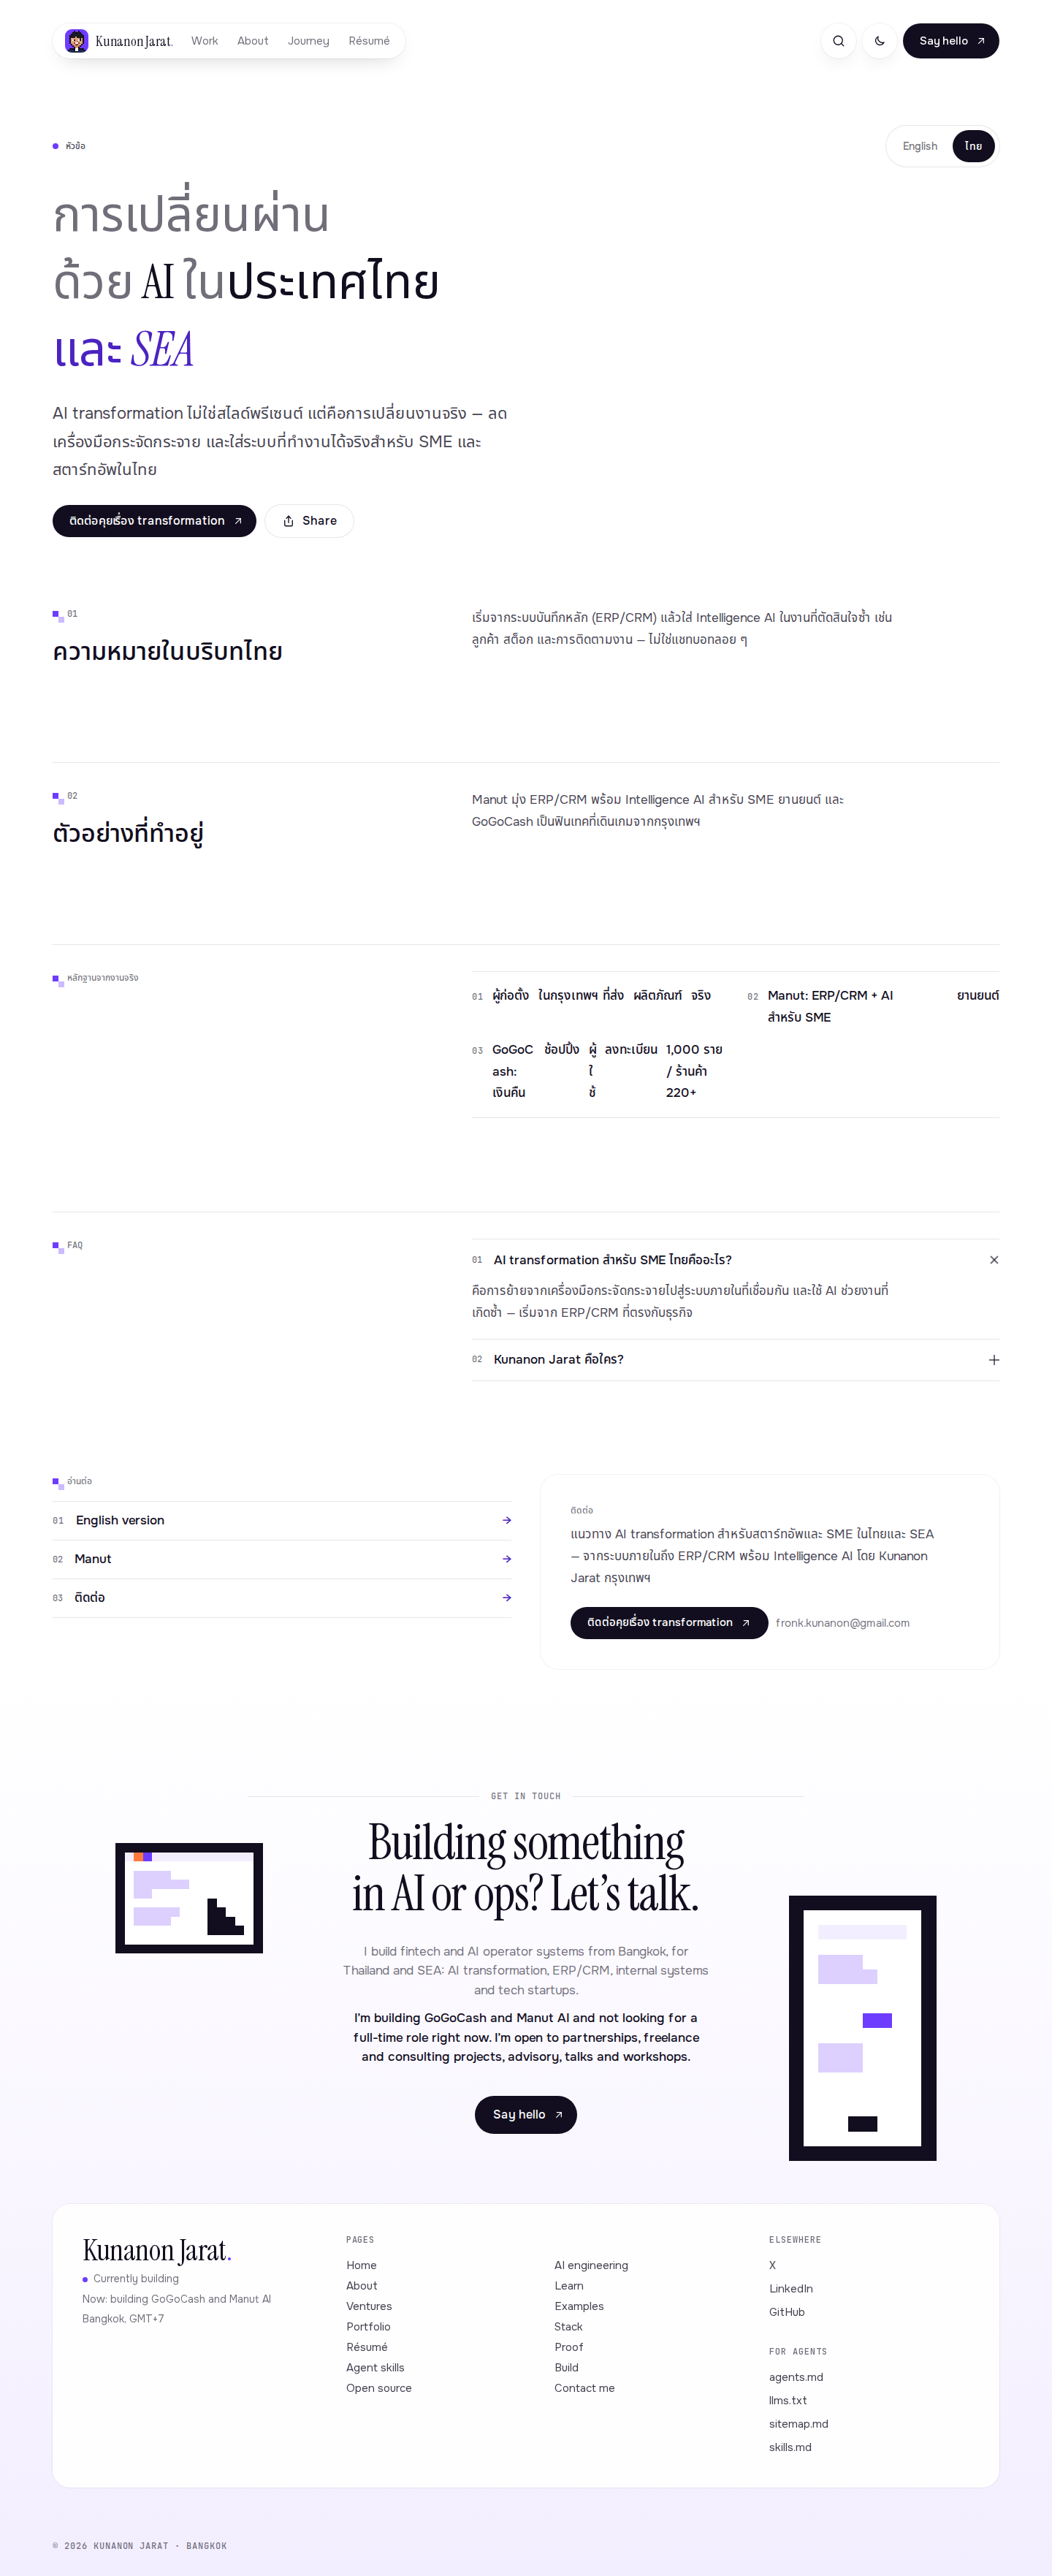 Kunanon Jarat.
Work
About
Journey
Résumé
Say hello
หัวข้อ
English
ไทย
การเปลี่ยนผ่าน
ด้วย AI ในประเทศไทย
และ SEA
AI transformation ไม่ใช่สไลด์พรีเซนต์ แต่คือการเปลี่ยนงานจริง — ลด
เครื่องมือกระจัดกระจาย และใส่ระบบที่ทำงานได้จริงสำหรับ SME และ
สตาร์ทอัพในไทย
ติดต่อคุยเรื่อง transformation
Share
01
ความหมายในบริบทไทย
เริ่มจากระบบบันทึกหลัก (ERP/CRM) แล้วใส่ Intelligence AI ในงานที่ตัดสินใจซ้ำ เช่น
ลูกค้า สต็อก และการติดตามงาน — ไม่ใช่แชทบอทลอย ๆ
02
ตัวอย่างที่ทำอยู่
Manut มุ่ง ERP/CRM พร้อม Intelligence AI สำหรับ SME ยานยนต์ และ
GoGoCash เป็นฟินเทคที่เดินเกมจากกรุงเทพฯ
หลักฐานจากงานจริง
01 ผู้ก่อตั้ง ในกรุงเทพฯ ที่ส่ง ผลิตภัณฑ์ จริง
02 Manut: ERP/CRM + AI ยานยนต์
สำหรับ SME
03 GoGoC ช้อปปิ้ง ผู้ ลงทะเบียน 1,000 ราย
ash: ใ / ร้านค้า
เงินคืน ช้ 220+
FAQ
01 AI transformation สำหรับ SME ไทยคืออะไร?
คือการย้ายจากเครื่องมือกระจัดกระจายไปสู่ระบบภายในที่เชื่อมกัน และใช้ AI ช่วยงานที่
เกิดซ้ำ — เริ่มจาก ERP/CRM ที่ตรงกับธุรกิจ
02 Kunanon Jarat คือใคร?
อ่านต่อ
01 English version
02 Manut
03 ติดต่อ
ติดต่อ
แนวทาง AI transformation สำหรับสตาร์ทอัพและ SME ในไทยและ SEA
— จากระบบภายในถึง ERP/CRM พร้อม Intelligence AI โดย Kunanon
Jarat กรุงเทพฯ
ติดต่อคุยเรื่อง transformation
fronk.kunanon@gmail.com
GET IN TOUCH
Building something
in AI or ops? Let’s talk.
I build fintech and AI operator systems from Bangkok, for
Thailand and SEA: AI transformation, ERP/CRM, internal systems
and tech startups.
I’m building GoGoCash and Manut AI and not looking for a
full-time role right now. I’m open to partnerships, freelance
and consulting projects, advisory, talks and workshops.
Say hello
Kunanon Jarat.
Currently building
Now: building GoGoCash and Manut AI
Bangkok, GMT+7
PAGES
Home
About
Ventures
Portfolio
Résumé
Agent skills
Open source
AI engineering
Learn
Examples
Stack
Proof
Build
Contact me
ELSEWHERE
X
LinkedIn
GitHub
FOR AGENTS
agents.md
llms.txt
sitemap.md
skills.md
© 2026 KUNANON JARAT · BANGKOK